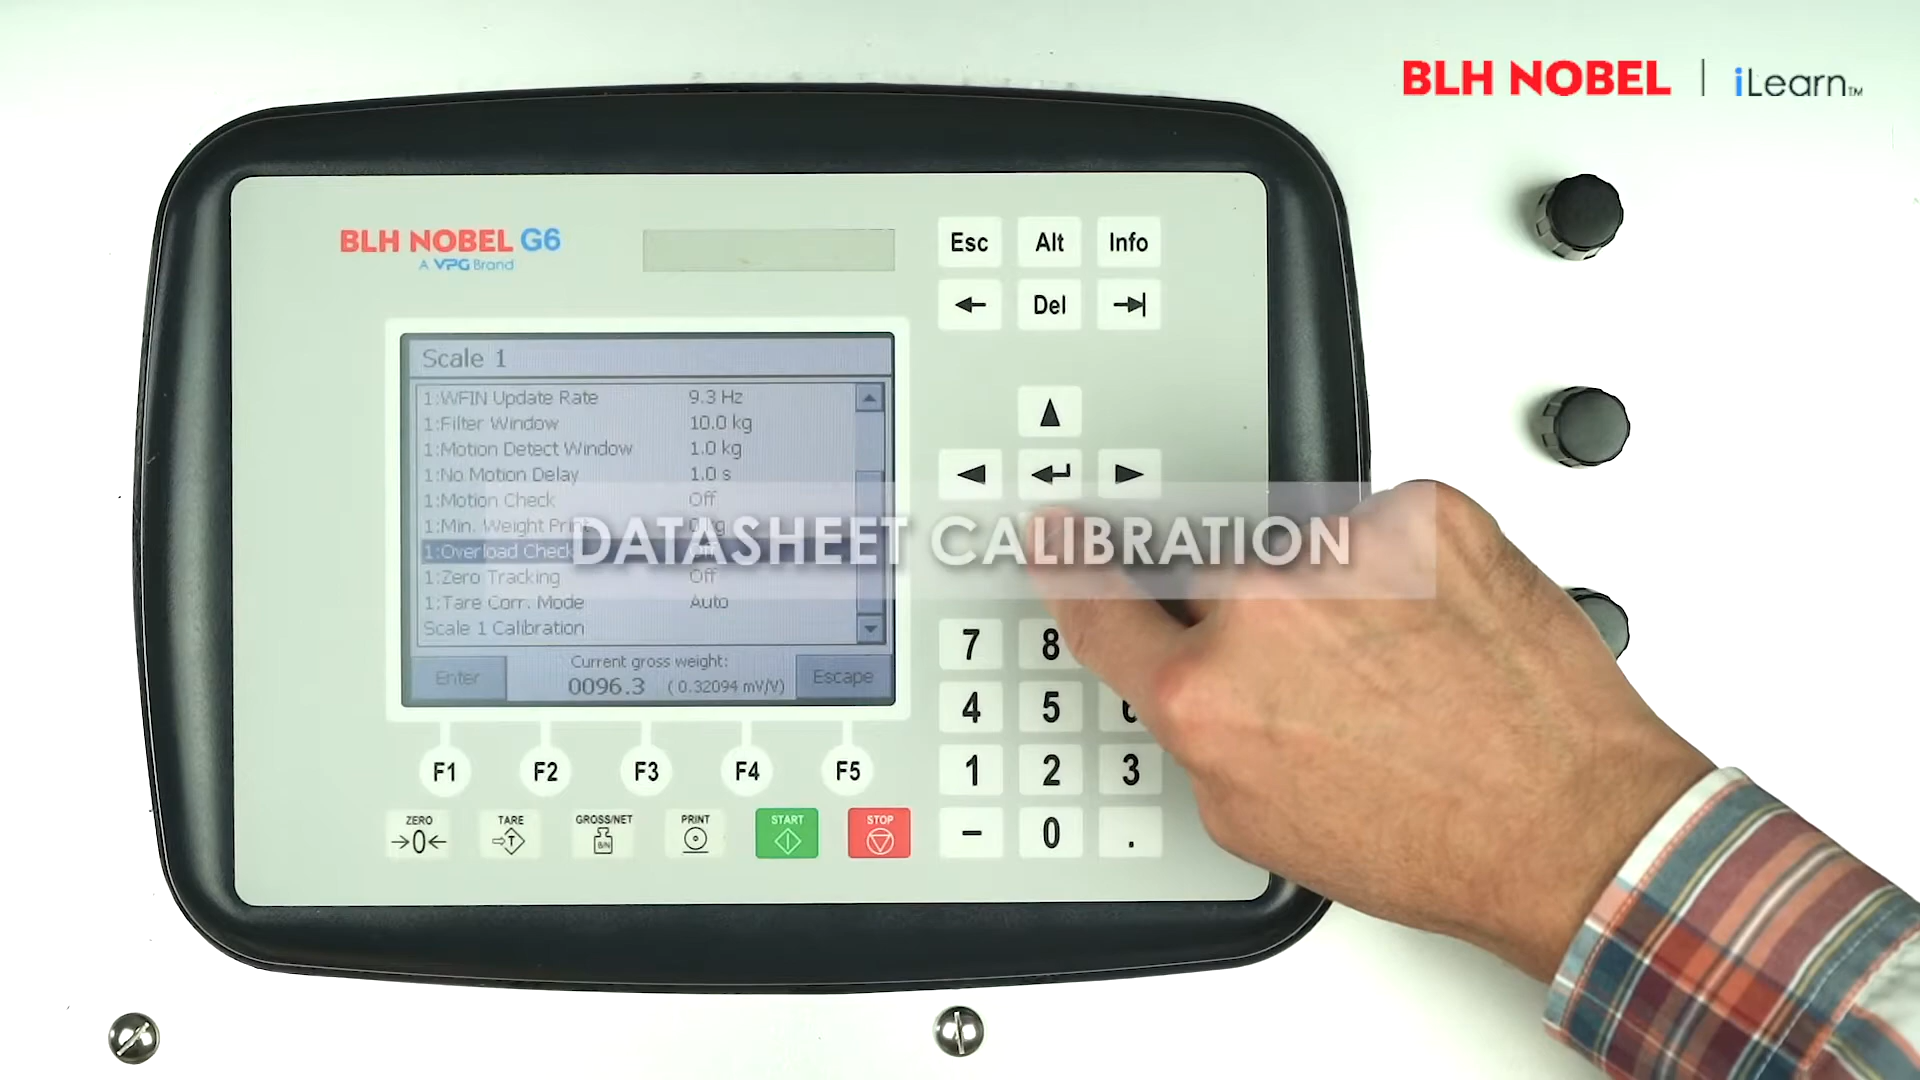 BLH NOBEL | iLearn™
BLH NOBEL G6
A VPG Brand
Esc Alt Info
Del
Scale 1
1:WFIN Update Rate 9.3 Hz
1:Filter Window 10.0 kg
1:Motion Detect Window 1.0 kg
1:No Motion Delay 1.0 s
1:Motion Check Off
1:Min. Weight Print 0 kg
1:Overload Check Off
1:Zero Tracking Off
1:Tare Corr. Mode Auto
Scale 1 Calibration
Enter
Current gross weight:
0096.3 ( 0.32094 mV/V)
Escape
DATASHEET CALIBRATION
7 8
4 5 6
1 2 3
- 0 .
F1 F2 F3 F4 F5
ZERO TARE GROSS/NET PRINT START STOP
→0← T B/N